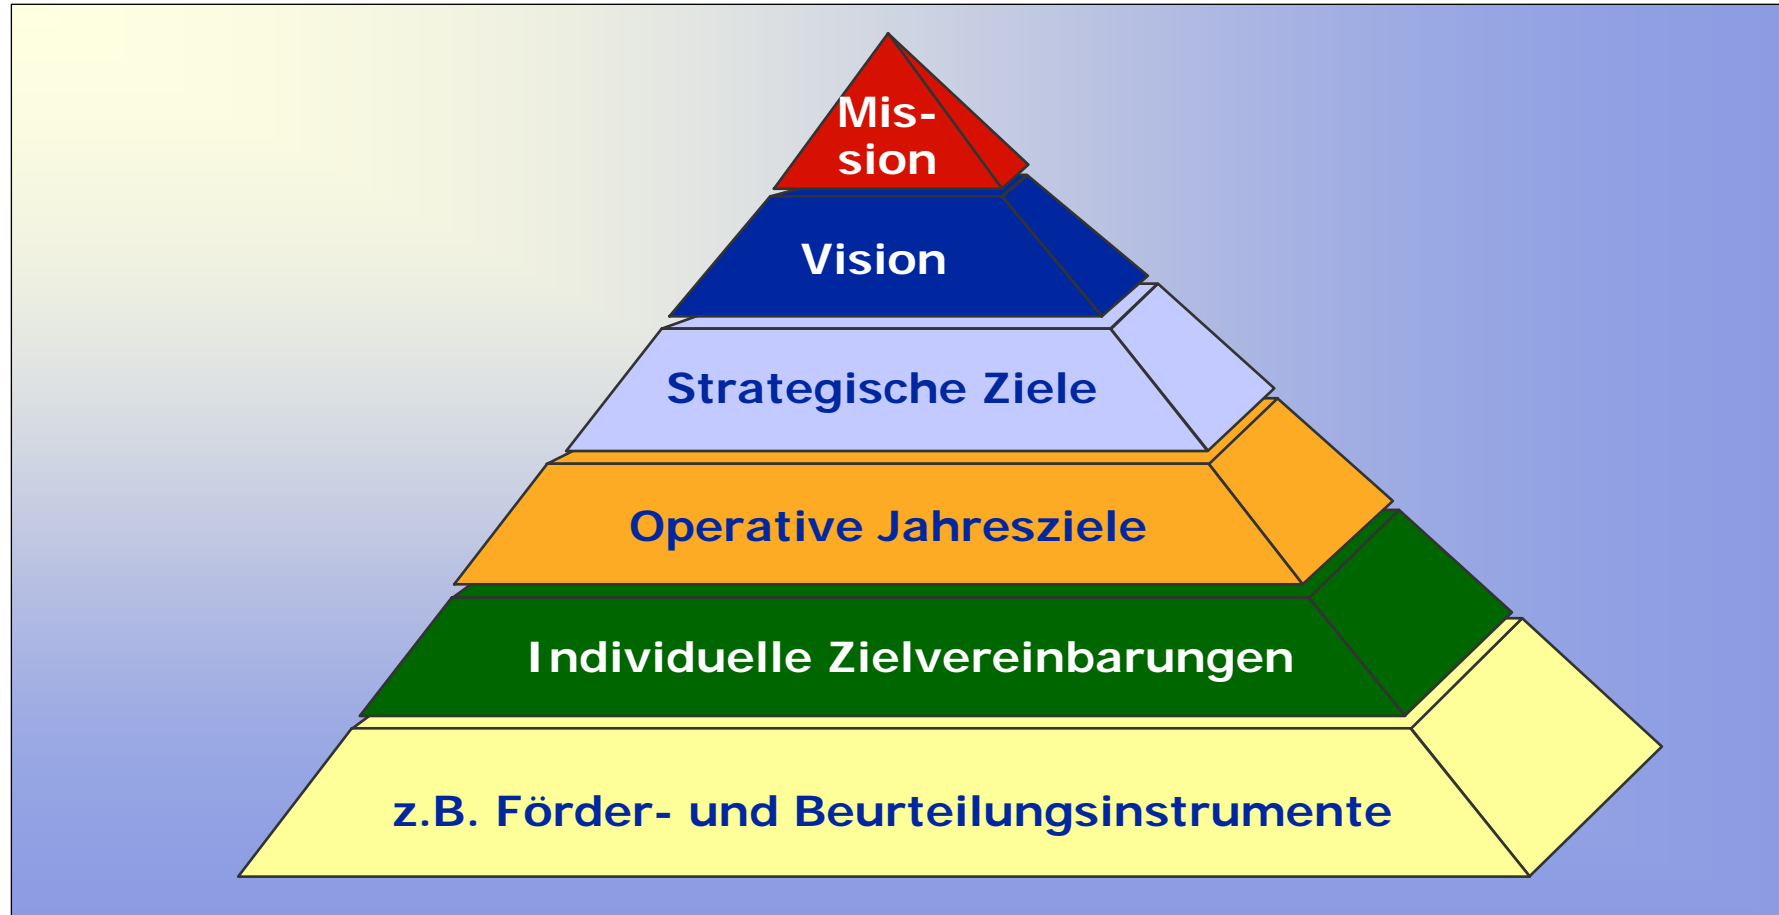 Mis-
sion
Vision
Strategische Ziele
Operative Jahresziele
Individuelle Zielvereinbarungen
z.B. Förder- und Beurteilungsinstrumente